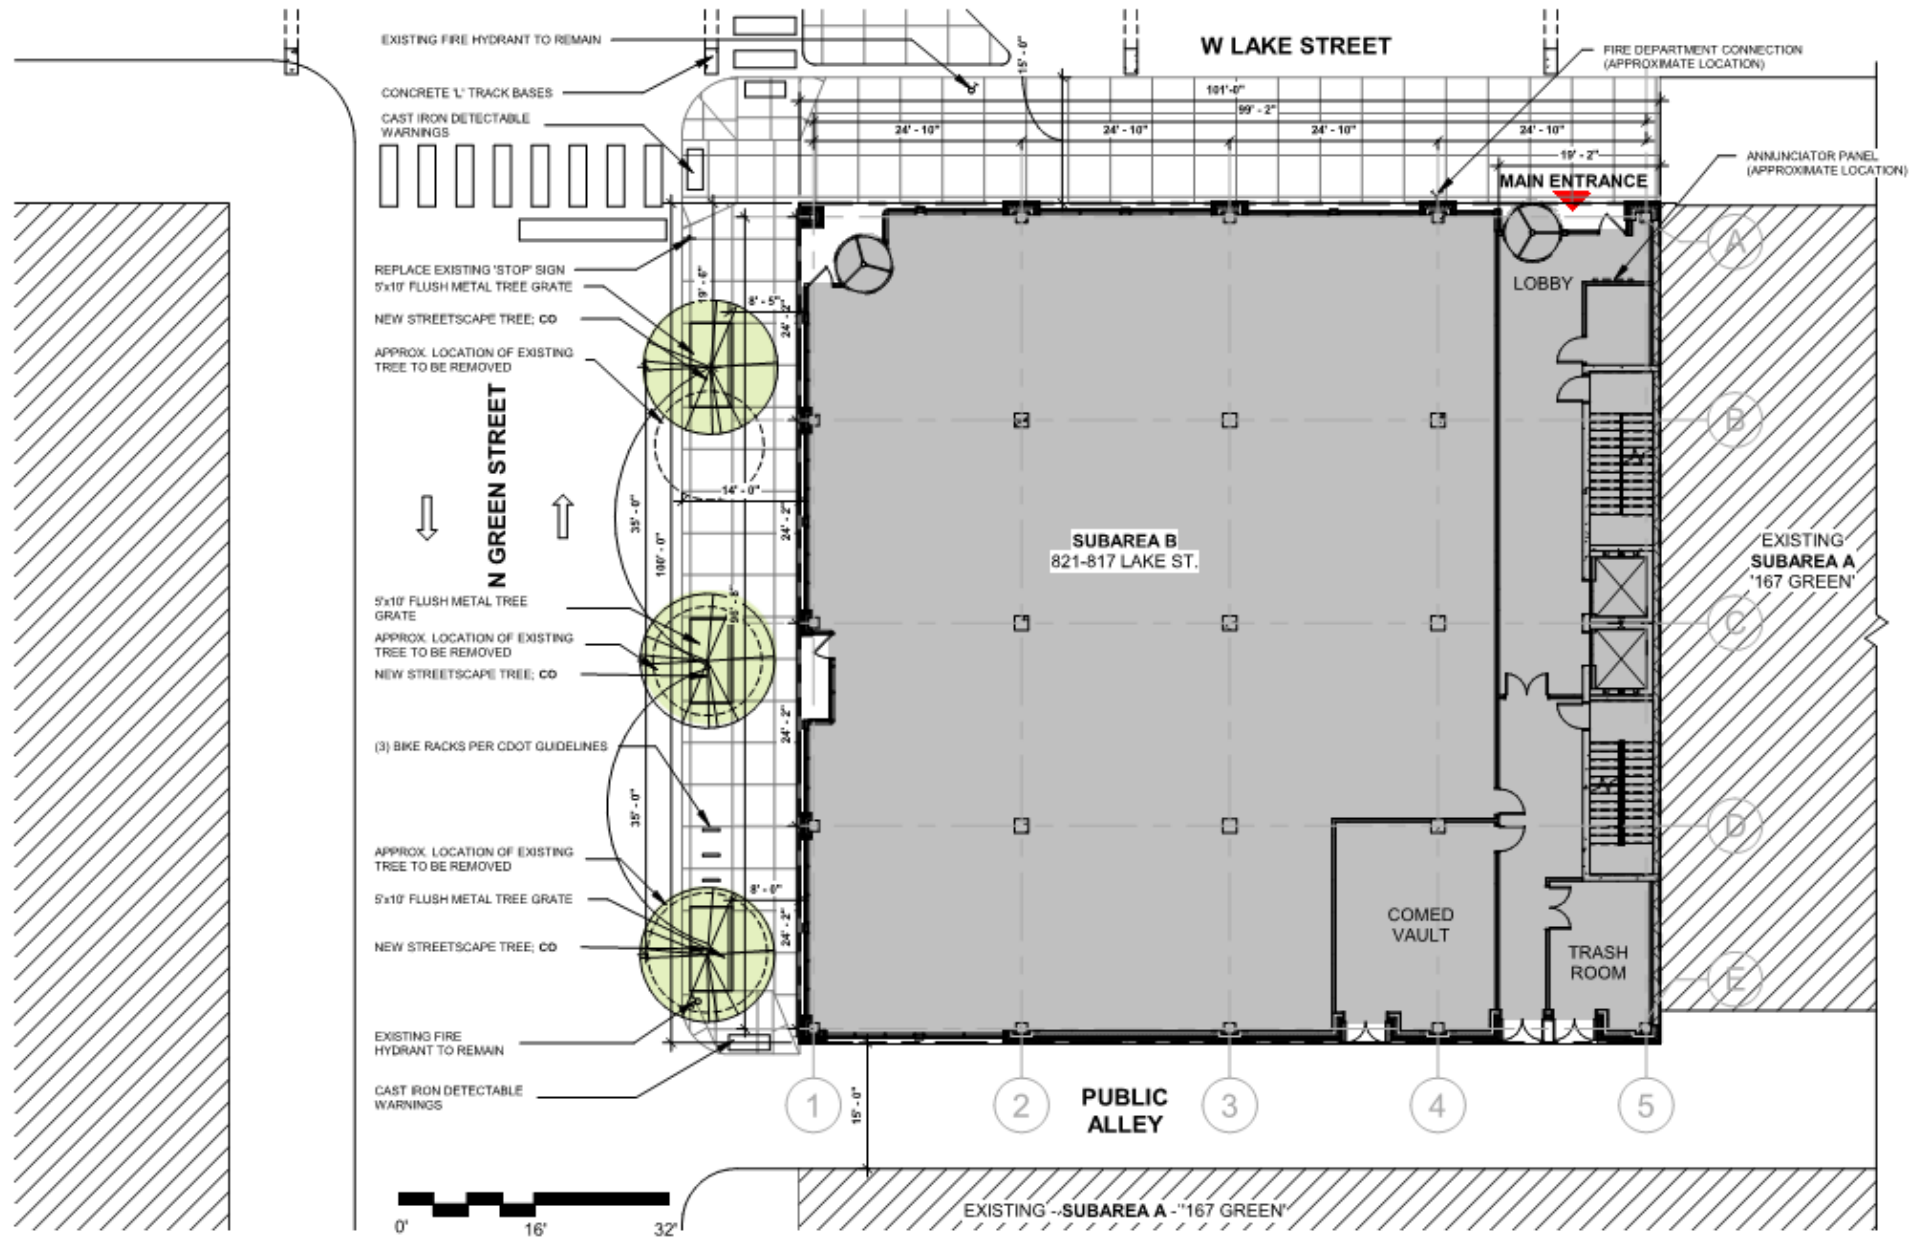 EXISTING FIRE HYDRANT TO REMAIN
W LAKE STREET
FIRE DEPARTMENT CONNECTION
(APPROXIMATE LOCATION)
15' - 0"
CONCRETE 'L' TRACK BASES
101'-0"
99' - 2"
CAST IRON DETECTABLE
WARNINGS
24' - 10"
24' - 10"
24' - 10"
24' - 10"
19' - 2"
ANNUNCIATOR PANEL
(APPROXIMATE LOCATION)
MAIN ENTRANCE
A
REPLACE EXISTING 'STOP' SIGN
5'x10' FLUSH METAL TREE GRATE
19' - 6"
8' - 5"
24' - 2"
LOBBY
NEW STREETSCAPE TREE; CO
APPROX. LOCATION OF EXISTING
TREE TO BE REMOVED
B
N GREEN STREET
14' - 0"
35' - 0"
24' - 2"
100' - 0"
SUBAREA B
821-817 LAKE ST.
EXISTING
SUBAREA A
'167 GREEN'
5'x10' FLUSH METAL TREE
GRATE
96' - 8"
C
APPROX. LOCATION OF EXISTING
TREE TO BE REMOVED
NEW STREETSCAPE TREE; CO
24' - 2"
(3) BIKE RACKS PER CDOT GUIDELINES
35' - 0"
D
APPROX. LOCATION OF EXISTING
TREE TO BE REMOVED
8' - 0"
5'x10' FLUSH METAL TREE GRATE
24' - 2"
COMED
VAULT
NEW STREETSCAPE TREE; CO
TRASH
ROOM
E
EXISTING FIRE
HYDRANT TO REMAIN
CAST IRON DETECTABLE
WARNINGS
15' - 0"
1
2
3
4
5
PUBLIC
ALLEY
0'
16'
32'
EXISTING - SUBAREA A - '167 GREEN'